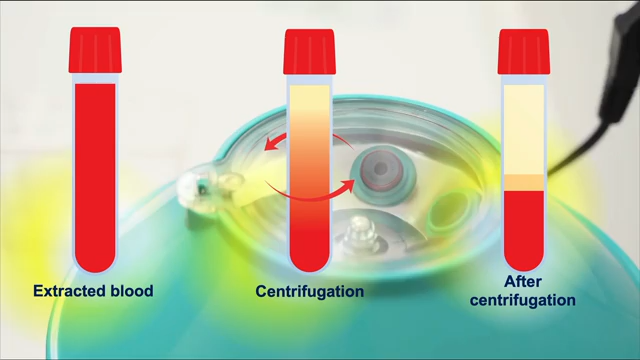 Extracted blood
Centrifugation
After
centrifugation